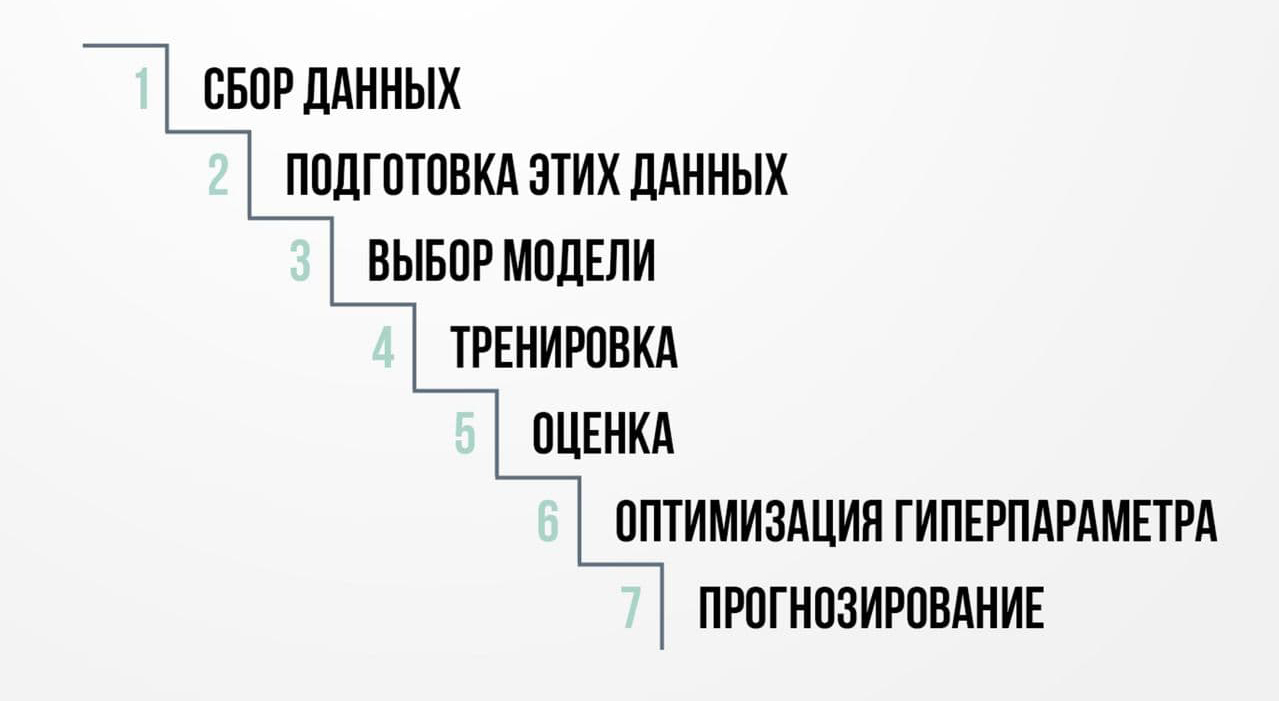 1 СБОР ДАННЫХ
2 ПОДГОТОВКА ЭТИХ ДАННЫХ
3 ВЫБОР МОДЕЛИ
4 ТРЕНИРОВКА
5 ОЦЕНКА
6 ОПТИМИЗАЦИЯ ГИПЕРПАРАМЕТРА
7 ПРОГНОЗИРОВАНИЕ